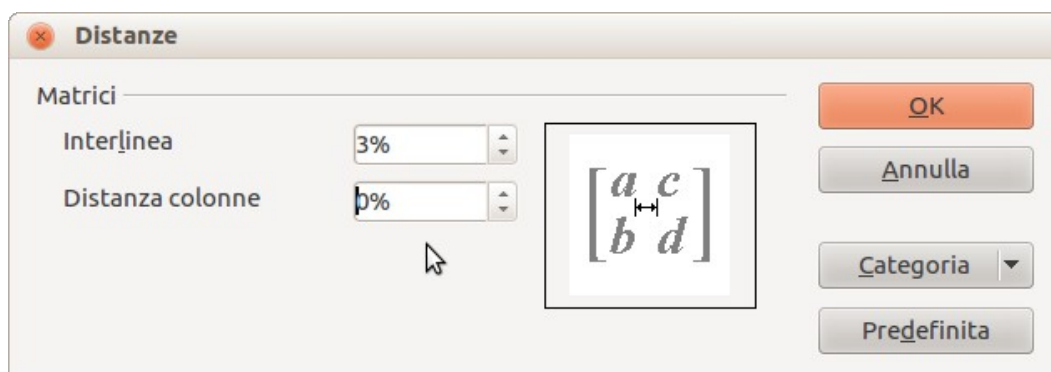 Distanze
Matrici
Interlinea 3%
Distanza colonne 0%
a c
b d
OK
Annulla
Categoria
Predefinita